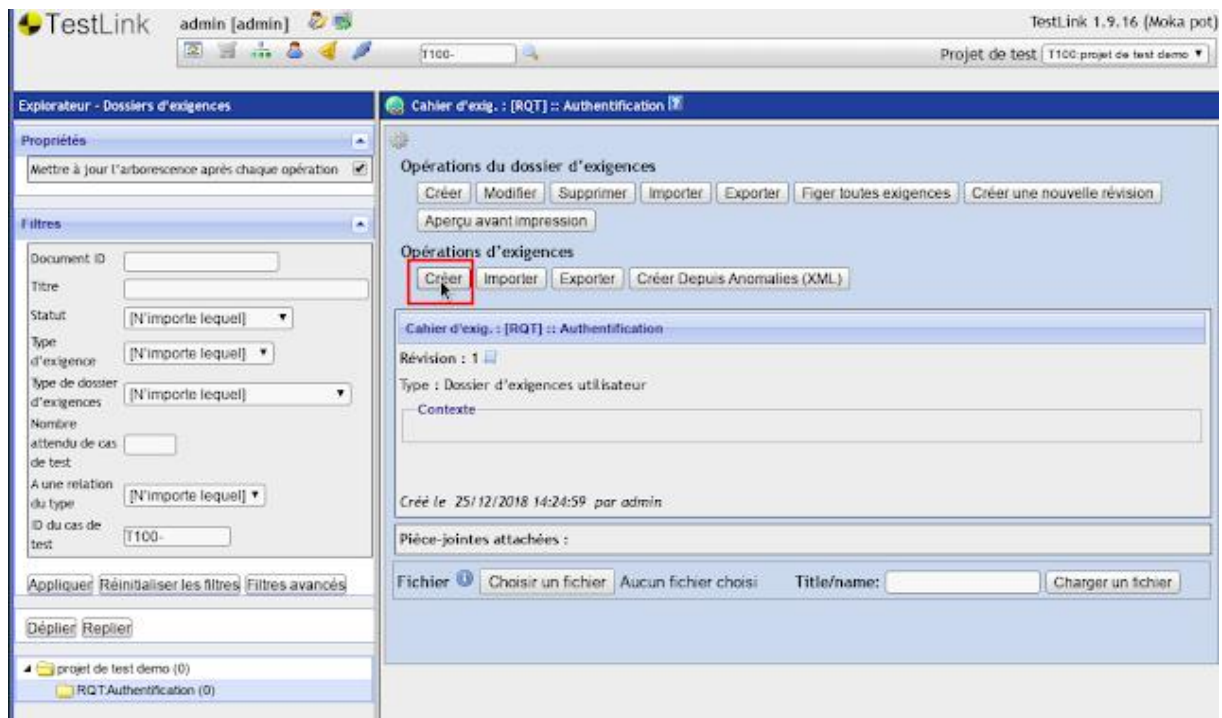 TestLink admin [admin] TestLink 1.9.16 (Moka pot)
T100- Projet de test T100:projet de test demo
Explorateur - Dossiers d'exigences
Propriétés
Mettre à jour l'arborescence après chaque opération
Filtres
Document ID
Titre
Statut [N'importe lequel]
Type
d'exigence [N'importe lequel]
Type de dossier
d'exigences [N'importe lequel]
Nombre
attendu de cas
de test
A une relation
du type [N'importe lequel]
ID du cas de
test T100-
Appliquer Réinitialiser les filtres Filtres avancés
Déplier Replier
projet de test demo (0)
RQT:Authentification (0)
Cahier d'exig. : [RQT] :: Authentification ?
Opérations du dossier d'exigences
Créer Modifier Supprimer Importer Exporter Figer toutes exigences Créer une nouvelle révision
Aperçu avant impression
Opérations d'exigences
Créer Importer Exporter Créer Depuis Anomalies (XML)
Cahier d'exig. : [RQT] :: Authentification
Révision : 1
Type : Dossier d'exigences utilisateur
Contexte
Créé le 25/12/2018 14:24:59 par admin
Pièce-jointes attachées :
Fichier Choisir un fichier Aucun fichier choisi Title/name: Charger un fichier